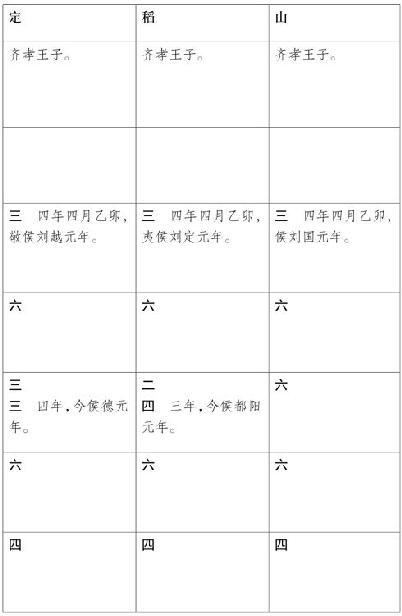 定 稻 山
齐孝王子。 齐孝王子。 齐孝王子。
三 四年四月乙卯, 三 四年四月乙卯, 三 四年四月乙卯,
敬侯刘越元年。 夷侯刘定元年。 侯刘国元年。
六 六 六
三 二 六
三 四年,今侯德元 四 三年,今侯都阳
年。 元年。
六 六 六
四 四 四